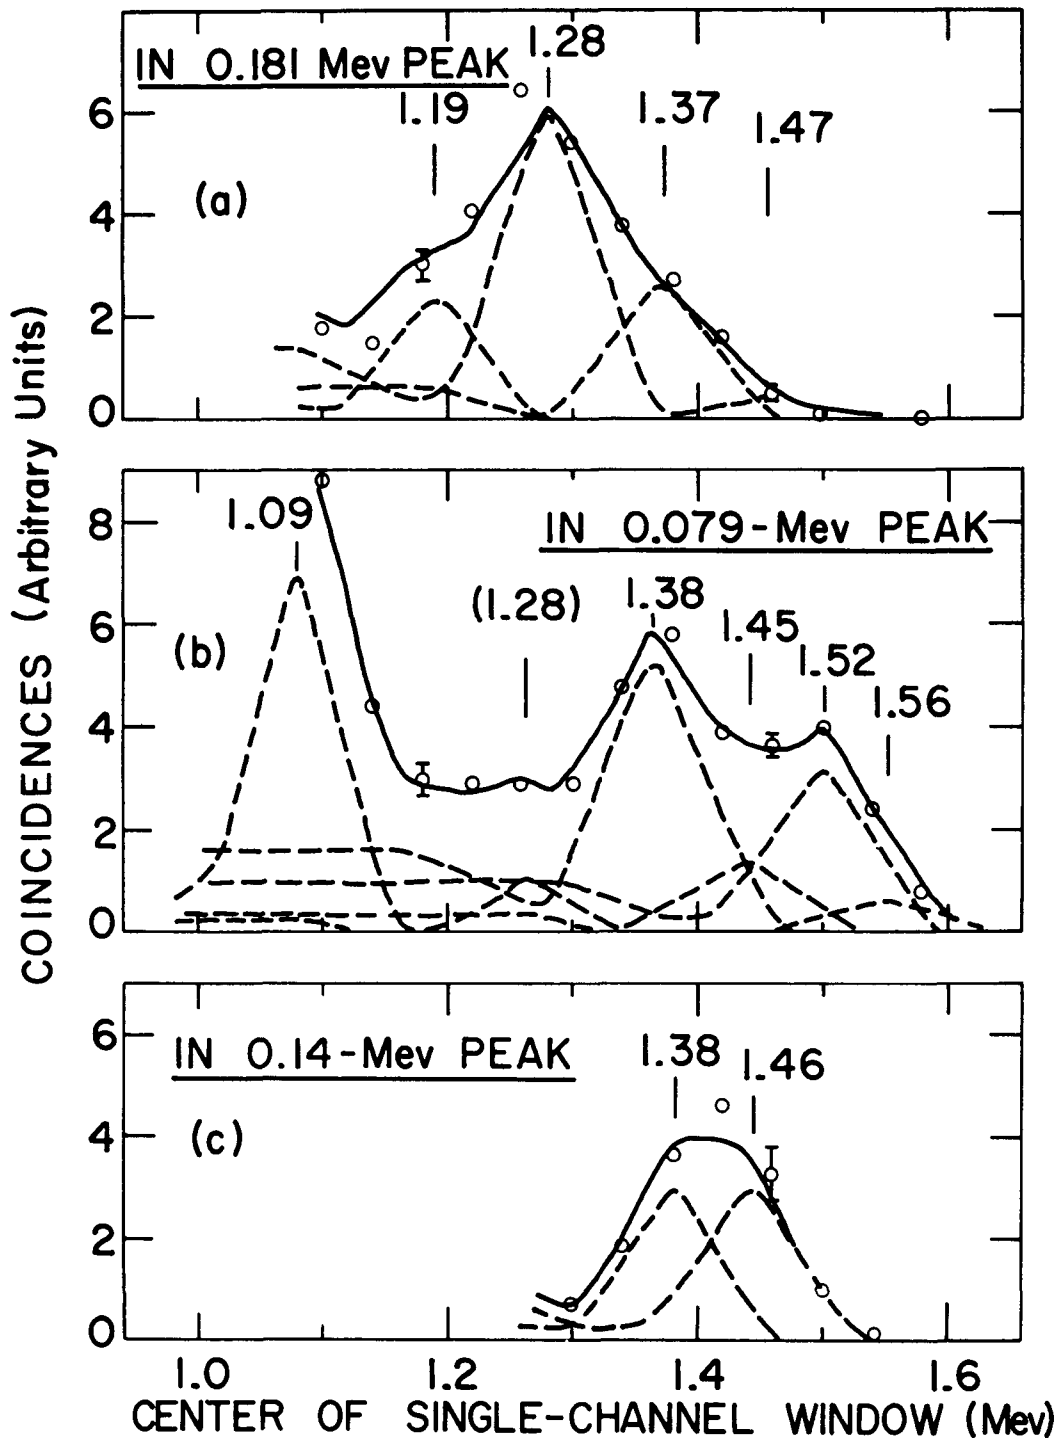 IN 0.181 Mev PEAK
1.28
1.19
1.37
1.47
(a)
6
4
2
0
IN 0.079-Mev PEAK
1.09
(1.28)
1.38
1.45
1.52
1.56
(b)
8
6
4
2
0
IN 0.14-Mev PEAK
1.38
1.46
(c)
6
4
2
0
1.0 1.2 1.4 1.6
CENTER OF SINGLE-CHANNEL WINDOW (Mev)
COINCIDENCES (Arbitrary Units)